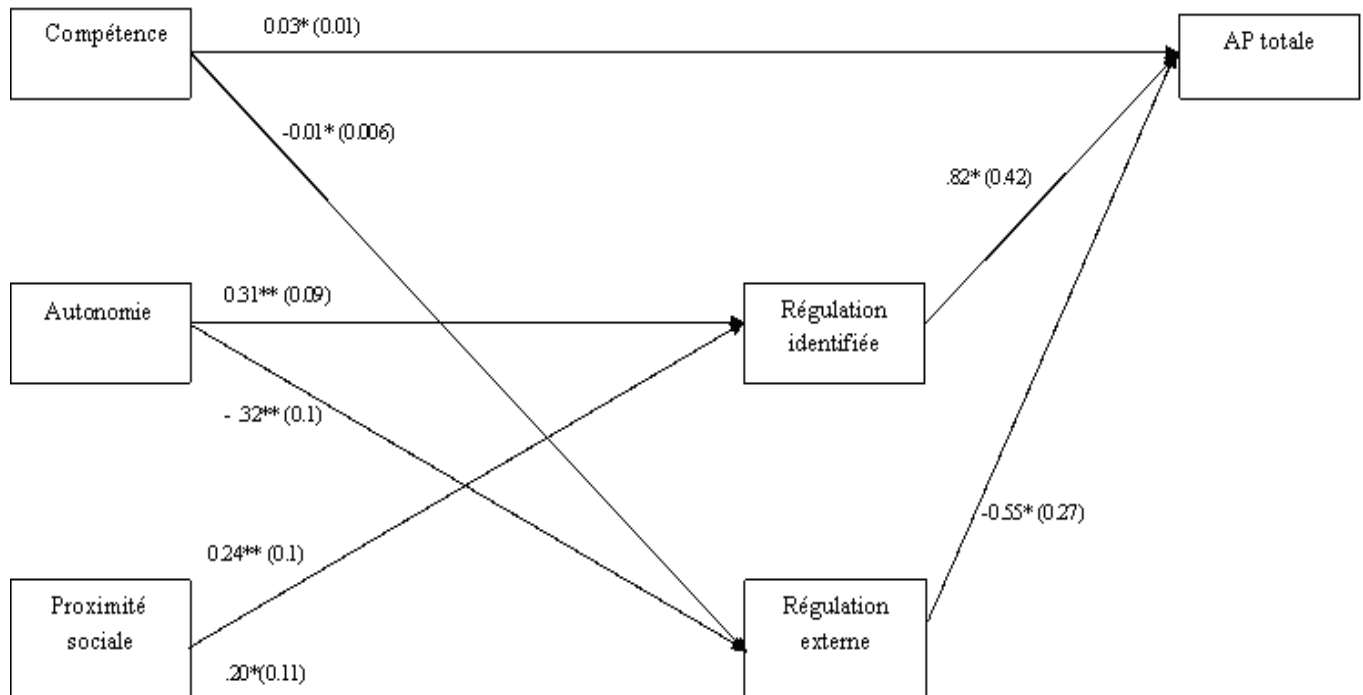 Compétence
0.03* (0.01)
AP totale
-0.01* (0.006)
.82* (0.42)
Autonomie
0.31** (0.09)
Régulation
identifiée
- .32** (0.1)
-0.55* (0.27)
0.24** (0.1)
Proximité
sociale
Régulation
externe
.20*(0.11)